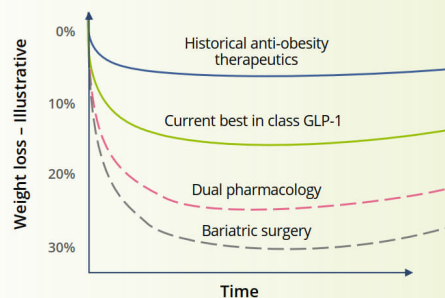 Weight loss – Illustrative
0%
10%
20%
30%
Historical anti-obesity
therapeutics
Current best in class GLP-1
Dual pharmacology
Bariatric surgery
Time